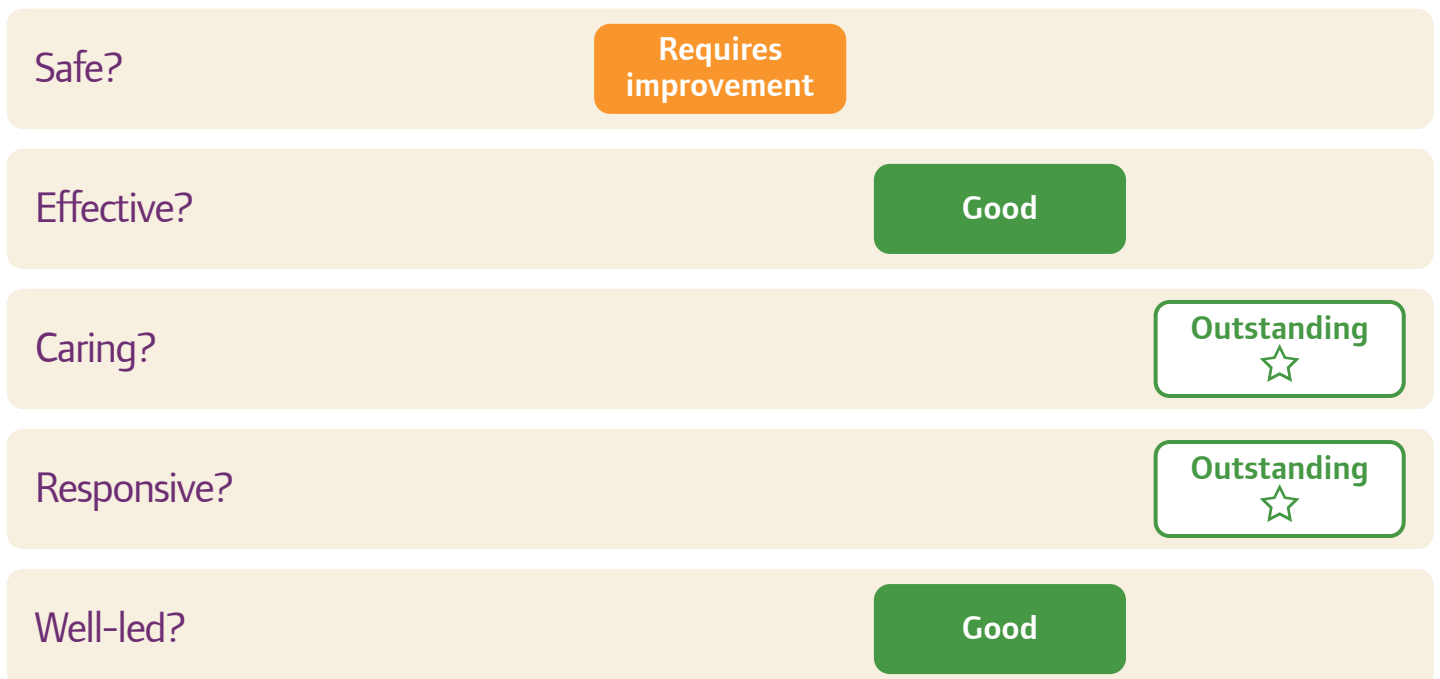 Safe?
Requires
improvement
Effective?
Good
Caring?
Outstanding
Responsive?
Outstanding
Well-led?
Good